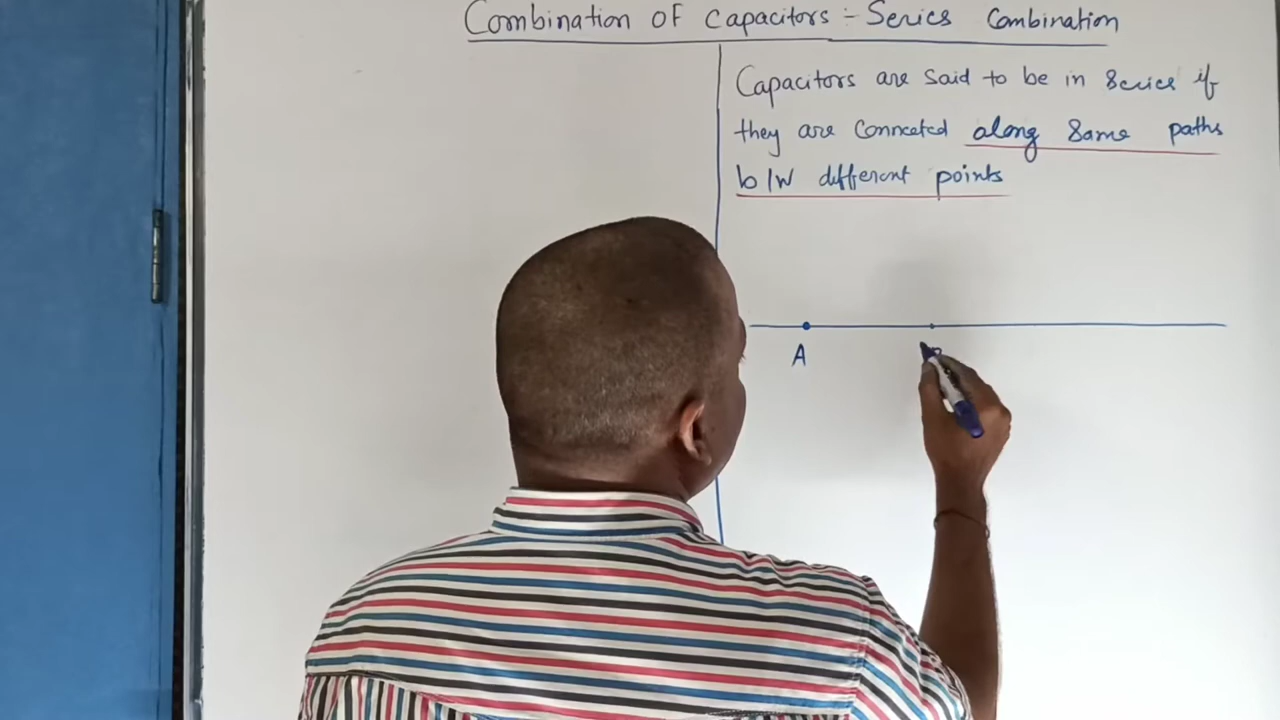 Combination of Capacitors :- Series Combination
Capacitors are said to be in Series if
they are Connected along Same paths
b/w different points
A